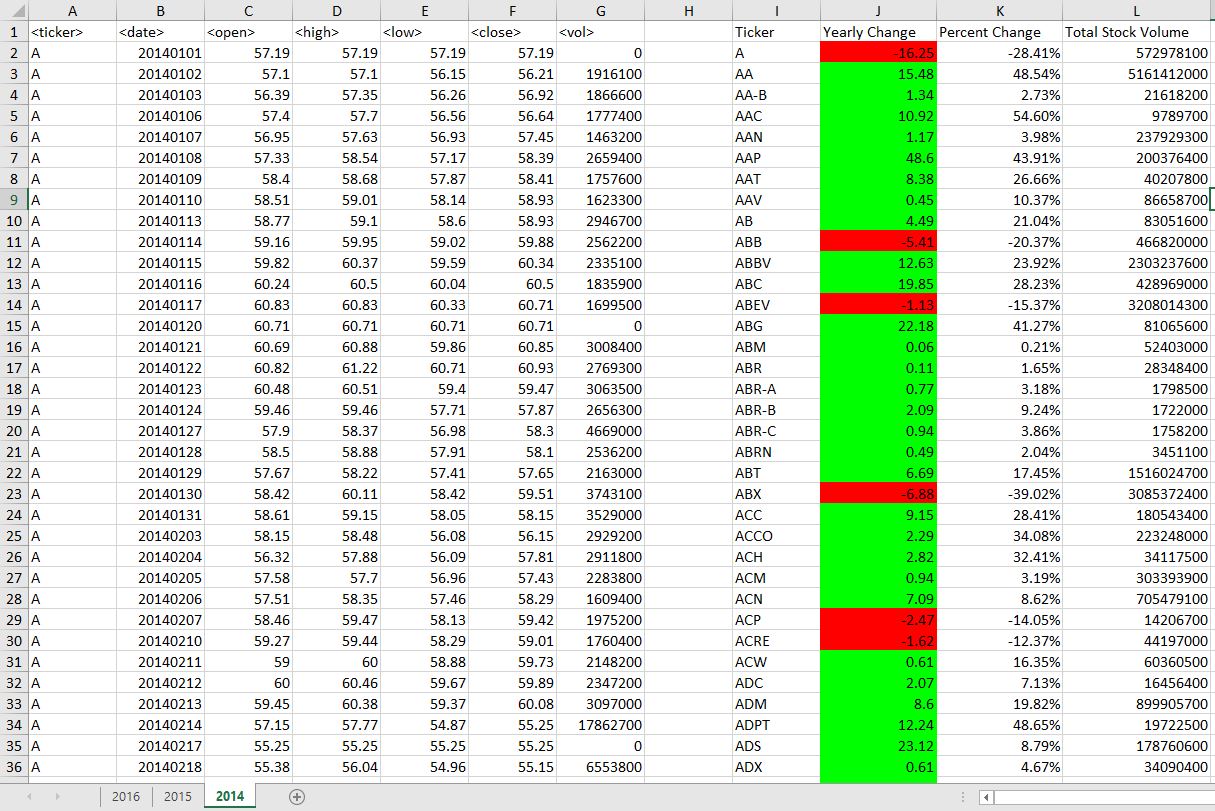 A B C D E F G H I J K L
1 <ticker> <date> <open> <high> <low> <close> <vol> Ticker Yearly Change Percent Change Total Stock Volume
2 A 20140101 57.19 57.19 57.19 57.19 0 A -16.25 -28.41% 572978100
3 A 20140102 57.1 57.1 56.15 56.21 1916100 AA 15.48 48.54% 5161412000
4 A 20140103 56.39 57.35 56.26 56.92 1866600 AA-B 1.34 2.73% 21618200
5 A 20140106 57.4 57.7 56.56 56.64 1777400 AAC 10.92 54.60% 9789700
6 A 20140107 56.95 57.63 56.93 57.45 1463200 AAN 1.17 3.98% 237929300
7 A 20140108 57.33 58.54 57.17 58.39 2659400 AAP 48.6 43.91% 200376400
8 A 20140109 58.4 58.68 57.87 58.41 1757600 AAT 8.38 26.66% 40207800
9 A 20140110 58.51 59.01 58.14 58.93 1623300 AAV 0.45 10.37% 86658700
10 A 20140113 58.77 59.1 58.6 58.93 2946700 AB 4.49 21.04% 83051600
11 A 20140114 59.16 59.95 59.02 59.88 2562200 ABB -5.41 -20.37% 466820000
12 A 20140115 59.82 60.37 59.59 60.34 2335100 ABBV 12.63 23.92% 2303237600
13 A 20140116 60.24 60.5 60.04 60.5 1835900 ABC 19.85 28.23% 428969000
14 A 20140117 60.83 60.83 60.33 60.71 1699500 ABEV -1.13 -15.37% 3208014300
15 A 20140120 60.71 60.71 60.71 60.71 0 ABG 22.18 41.27% 81065600
16 A 20140121 60.69 60.88 59.86 60.85 3008400 ABM 0.06 0.21% 52403000
17 A 20140122 60.82 61.22 60.71 60.93 2769300 ABR 0.11 1.65% 28348400
18 A 20140123 60.48 60.51 59.4 59.47 3063500 ABR-A 0.77 3.18% 1798500
19 A 20140124 59.46 59.46 57.71 57.87 2656300 ABR-B 2.09 9.24% 1722000
20 A 20140127 57.9 58.37 56.98 58.3 4669000 ABR-C 0.94 3.86% 1758200
21 A 20140128 58.5 58.88 57.91 58.1 2536200 ABRN 0.49 2.04% 3451100
22 A 20140129 57.67 58.22 57.41 57.65 2163000 ABT 6.69 17.45% 1516024700
23 A 20140130 58.42 60.11 58.42 59.51 3743100 ABX -6.88 -39.02% 3085372400
24 A 20140131 58.61 59.15 58.05 58.15 3529000 ACC 9.15 28.41% 180543400
25 A 20140203 58.15 58.48 56.08 56.15 2929200 ACCO 2.29 34.08% 223248000
26 A 20140204 56.32 57.88 56.09 57.81 2911800 ACH 2.82 32.41% 34117500
27 A 20140205 57.58 57.7 56.96 57.43 2283800 ACM 0.94 3.19% 303393900
28 A 20140206 57.51 58.35 57.46 58.29 1609400 ACN 7.09 8.62% 705479100
29 A 20140207 58.46 59.47 58.13 59.42 1975200 ACP -2.47 -14.05% 14206700
30 A 20140210 59.27 59.44 58.29 59.01 1760400 ACRE -1.62 -12.37% 44197000
31 A 20140211 59 60 58.88 59.73 2148200 ACW 0.61 16.35% 60360500
32 A 20140212 60 60.46 59.67 59.89 2347200 ADC 2.07 7.13% 16456400
33 A 20140213 59.45 60.38 59.37 60.08 3097000 ADM 8.6 19.82% 899905700
34 A 20140214 57.15 57.77 54.87 55.25 17862700 ADPT 12.24 48.65% 19722500
35 A 20140217 55.25 55.25 55.25 55.25 0 ADS 23.12 8.79% 178760600
36 A 20140218 55.38 56.04 54.96 55.15 6553800 ADX 0.61 4.67% 34090400
2016 2015 2014